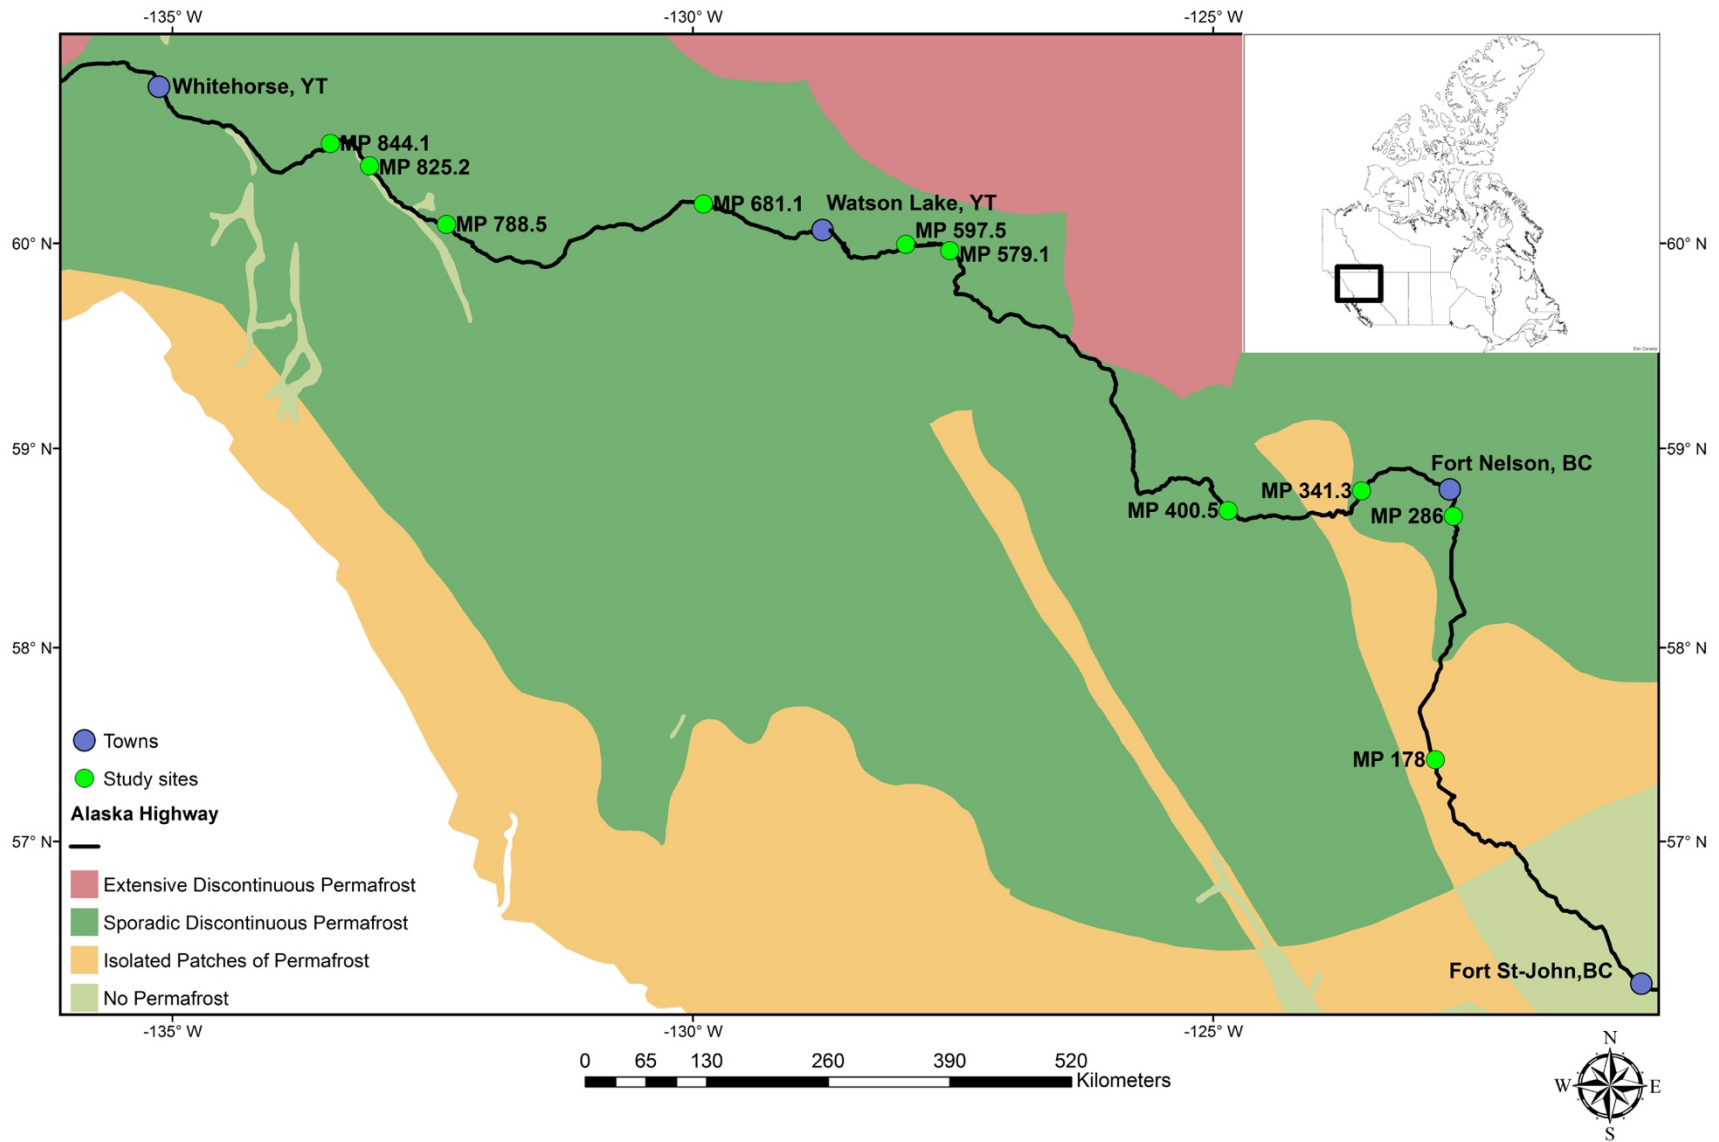 -135° W
-130° W
-125° W
Whitehorse, YT
MP 844.1
MP 825.2
MP 788.5
MP 681.1
Watson Lake, YT
MP 597.5
MP 579.1
60° N
60° N
Esri Canada
59° N
59° N
Fort Nelson, BC
MP 341.3
MP 400.5
MP 286
58° N
58° N
MP 178
57° N
57° N
Fort St-John,BC
Towns
Study sites
Alaska Highway
Extensive Discontinuous Permafrost
Sporadic Discontinuous Permafrost
Isolated Patches of Permafrost
No Permafrost
-135° W
-130° W
-125° W
0 65 130 260 390 520
Kilometers
N
W E
S